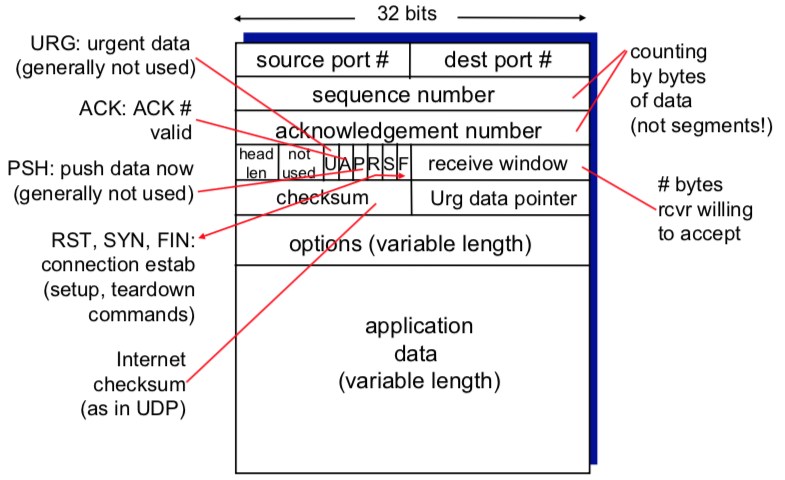 32 bits
URG: urgent data
(generally not used)
ACK: ACK #
valid
PSH: push data now
(generally not used)
RST, SYN, FIN:
connection estab
(setup, teardown
commands)
Internet
checksum
(as in UDP)
source port #
dest port #
sequence number
acknowledgement number
head
len
not
used
U A P R S F
receive window
checksum
Urg data pointer
options (variable length)
application
data
(variable length)
counting
by bytes
of data
(not segments!)
# bytes
rcvr willing
to accept